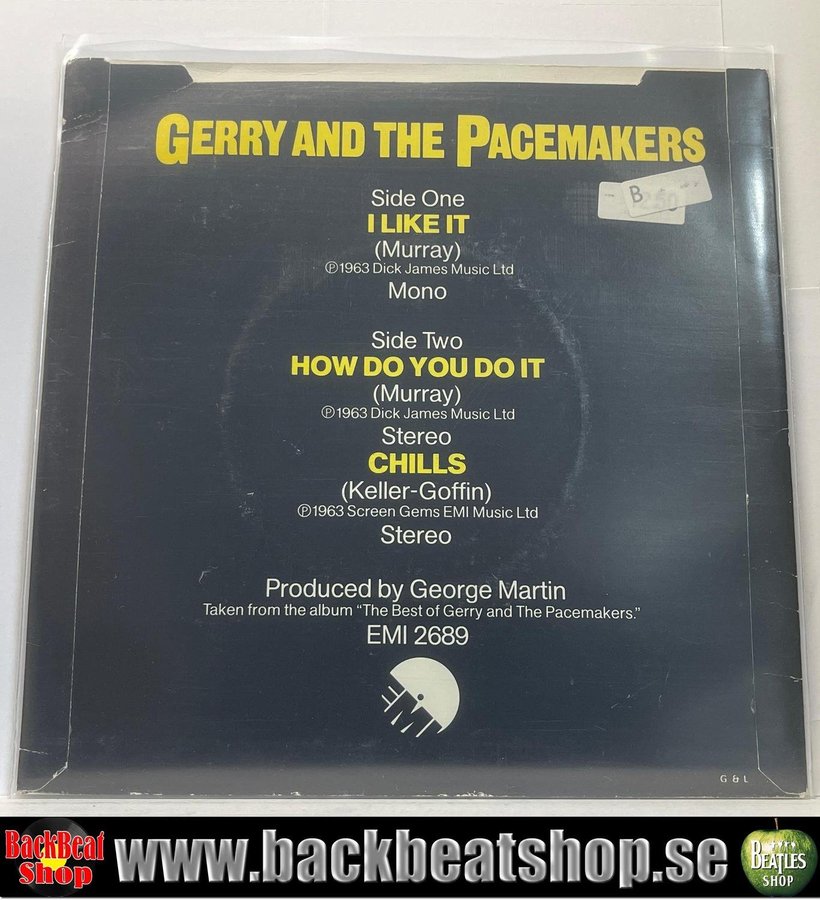 GERRY AND THE PACEMAKERS
Side One
I LIKE IT
(Murray)
℗1963 Dick James Music Ltd
Mono
B
Side Two
HOW DO YOU DO IT
(Murray)
℗1963 Dick James Music Ltd
Stereo
CHILLS
(Keller-Goffin)
℗1963 Screen Gems EMI Music Ltd
Stereo
Produced by George Martin
Taken from the album “The Best of Gerry and The Pacemakers.”
EMI 2689
EMI
G & L
BackBeat
Shop
www.backbeatshop.se
BEATLES
SHOP